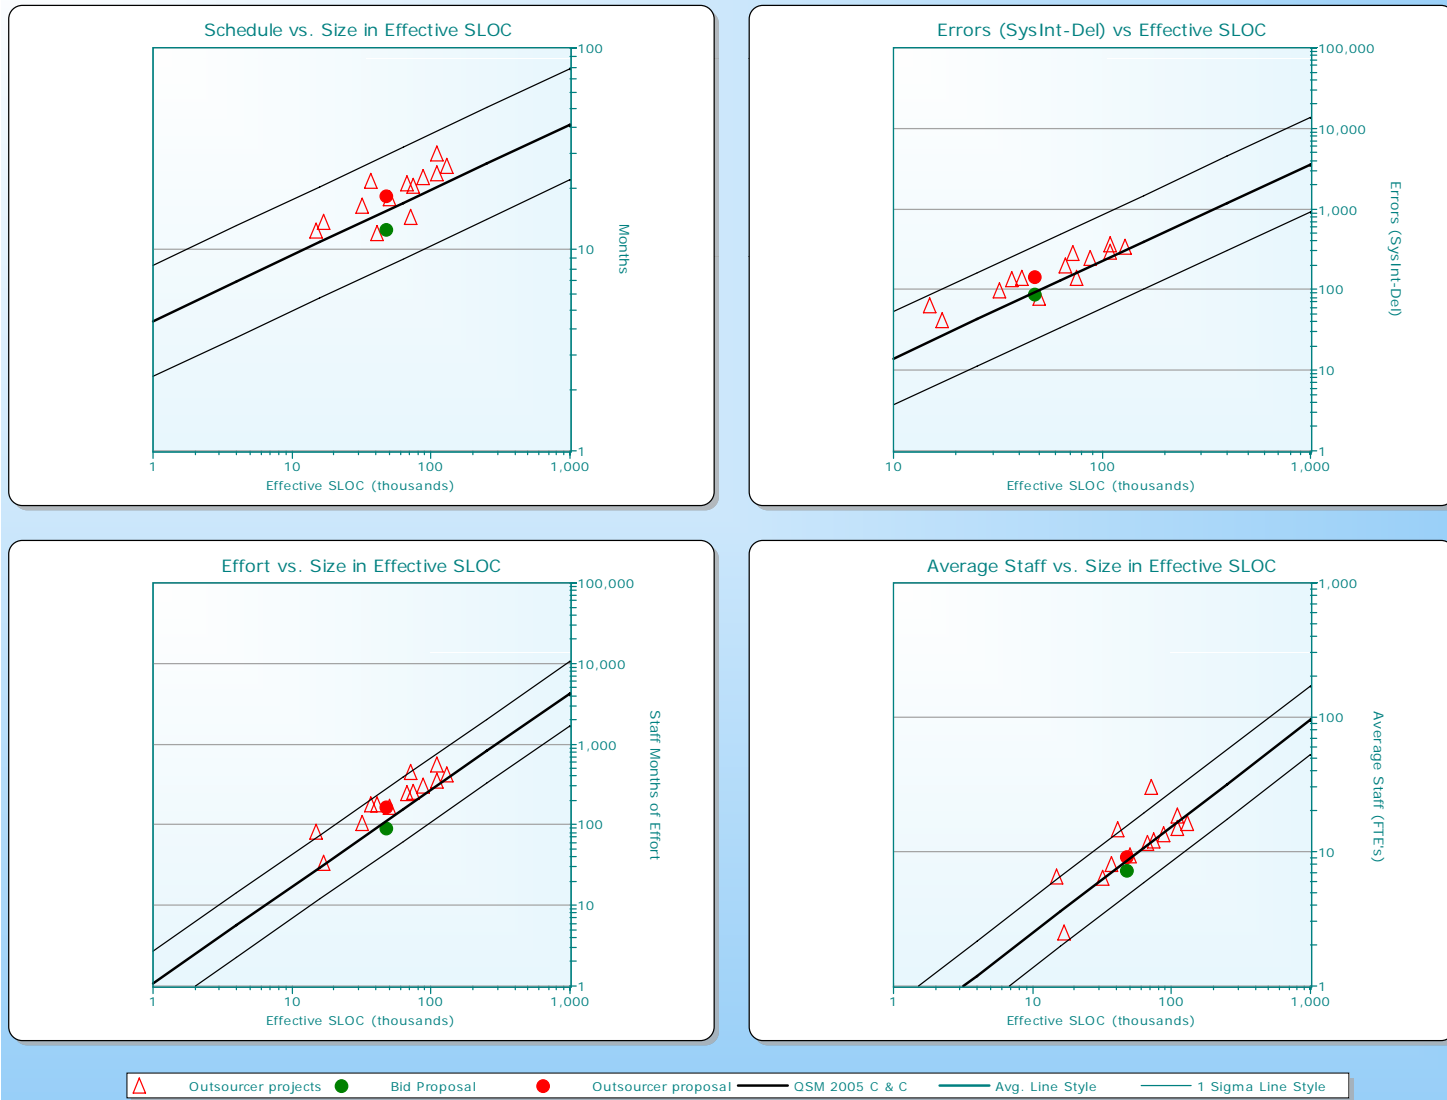 Schedule vs. Size in Effective SLOC
100
10
1
Months
1 10 100 1,000
Effective SLOC (thousands)
Errors (SysInt-Del) vs Effective SLOC
100,000
10,000
1,000
100
10
1
Errors (SysInt-Del)
10 100 1,000
Effective SLOC (thousands)
Effort vs. Size in Effective SLOC
100,000
10,000
1,000
100
10
1
Staff Months of Effort
1 10 100 1,000
Effective SLOC (thousands)
Average Staff vs. Size in Effective SLOC
1,000
100
10
1
Average Staff (FTE's)
1 10 100 1,000
Effective SLOC (thousands)
Outsourcer projects Bid Proposal Outsourcer proposal QSM 2005 C & C Avg. Line Style 1 Sigma Line Style